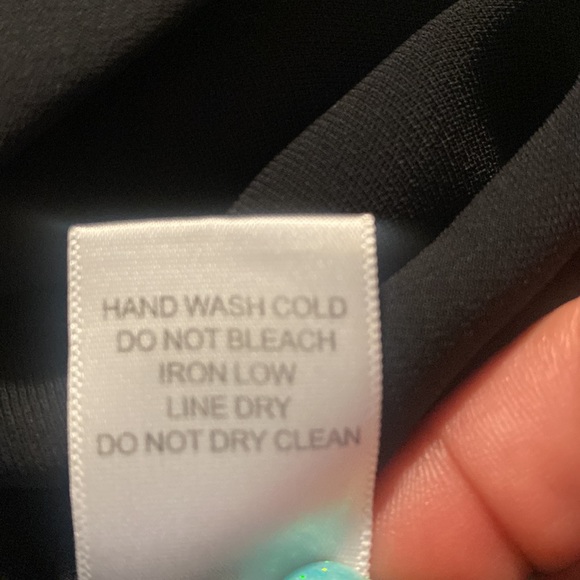 HAND WASH COLD
DO NOT BLEACH
IRON LOW
LINE DRY
DO NOT DRY CLEAN